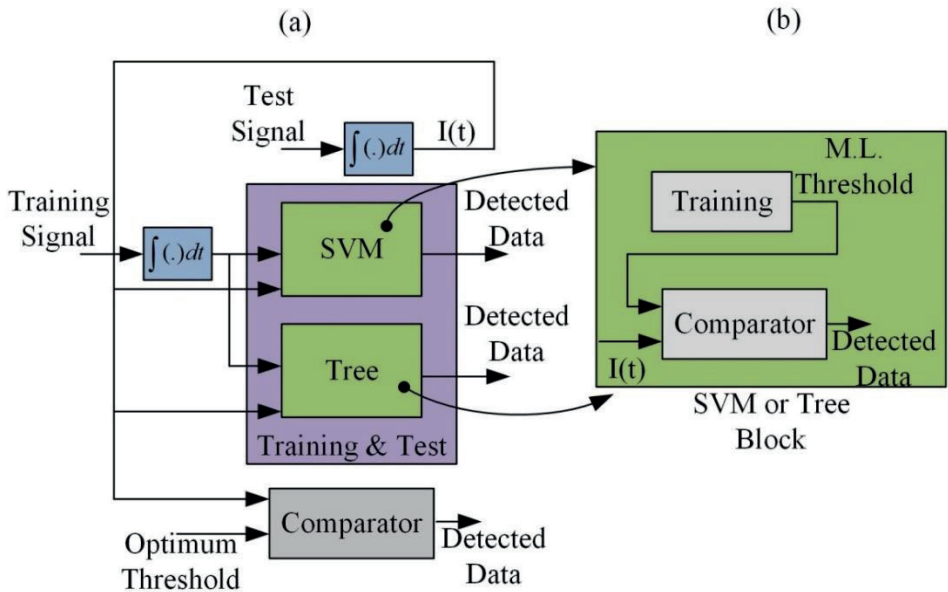 (a)
Test
Signal
∫(.)dt
I(t)
Training
Signal
∫(.)dt
SVM
Detected
Data
Tree
Detected
Data
Training & Test
Comparator
Optimum
Threshold
Detected
Data
(b)
M.L.
Threshold
Training
Comparator
I(t)
Detected
Data
SVM or Tree
Block